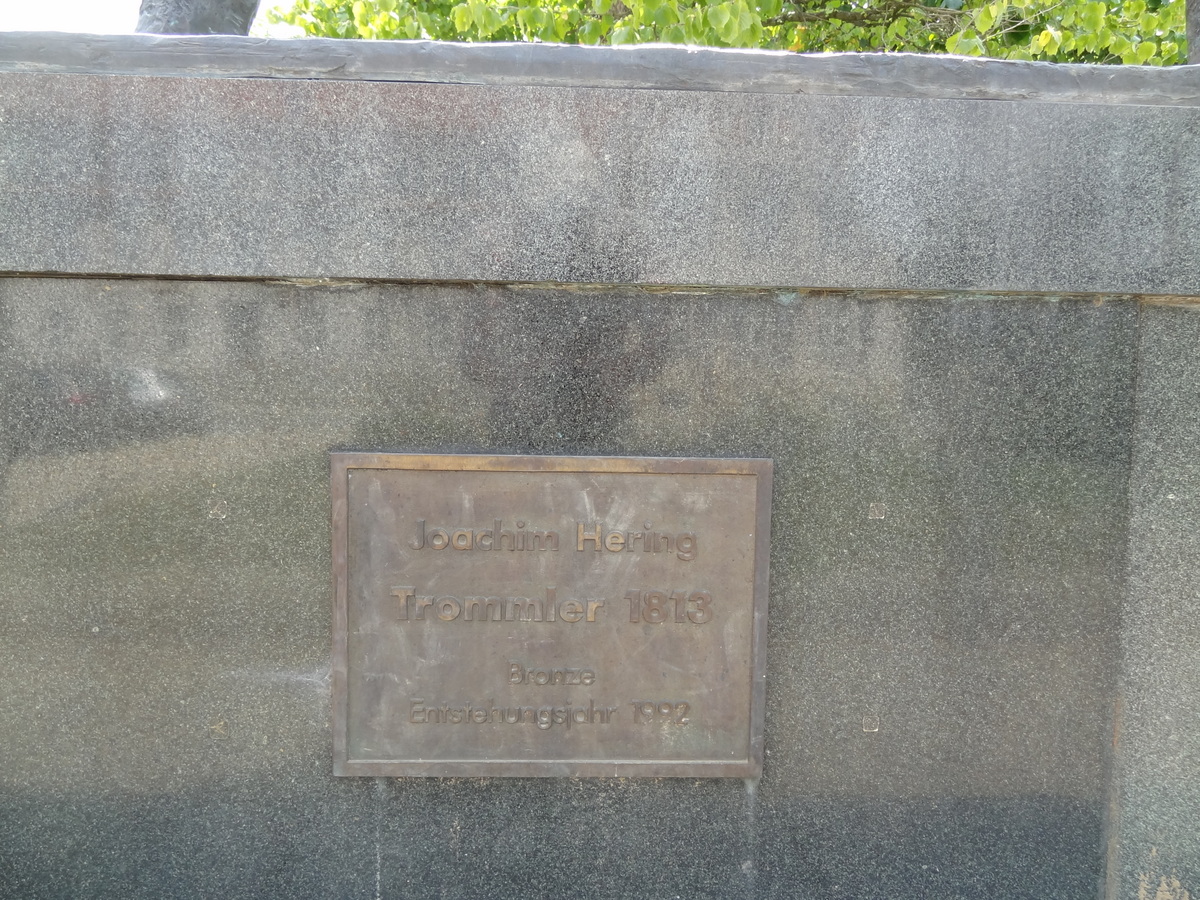 Joachim Hering
Trommler 1813
Bronze
Entstehungsjahr 1992